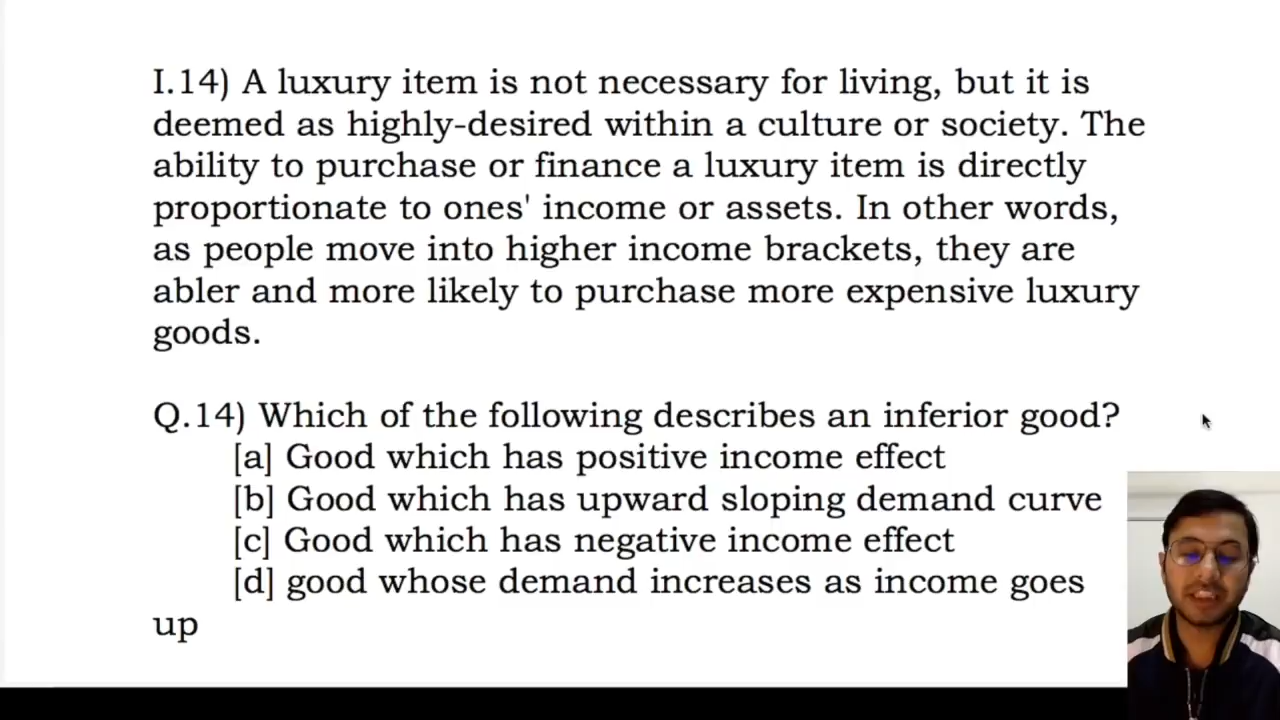 I.14) A luxury item is not necessary for living, but it is
deemed as highly-desired within a culture or society. The
ability to purchase or finance a luxury item is directly
proportionate to ones' income or assets. In other words,
as people move into higher income brackets, they are
abler and more likely to purchase more expensive luxury
goods.
Q.14) Which of the following describes an inferior good?
[a] Good which has positive income effect
[b] Good which has upward sloping demand curve
[c] Good which has negative income effect
[d] good whose demand increases as income goes
up